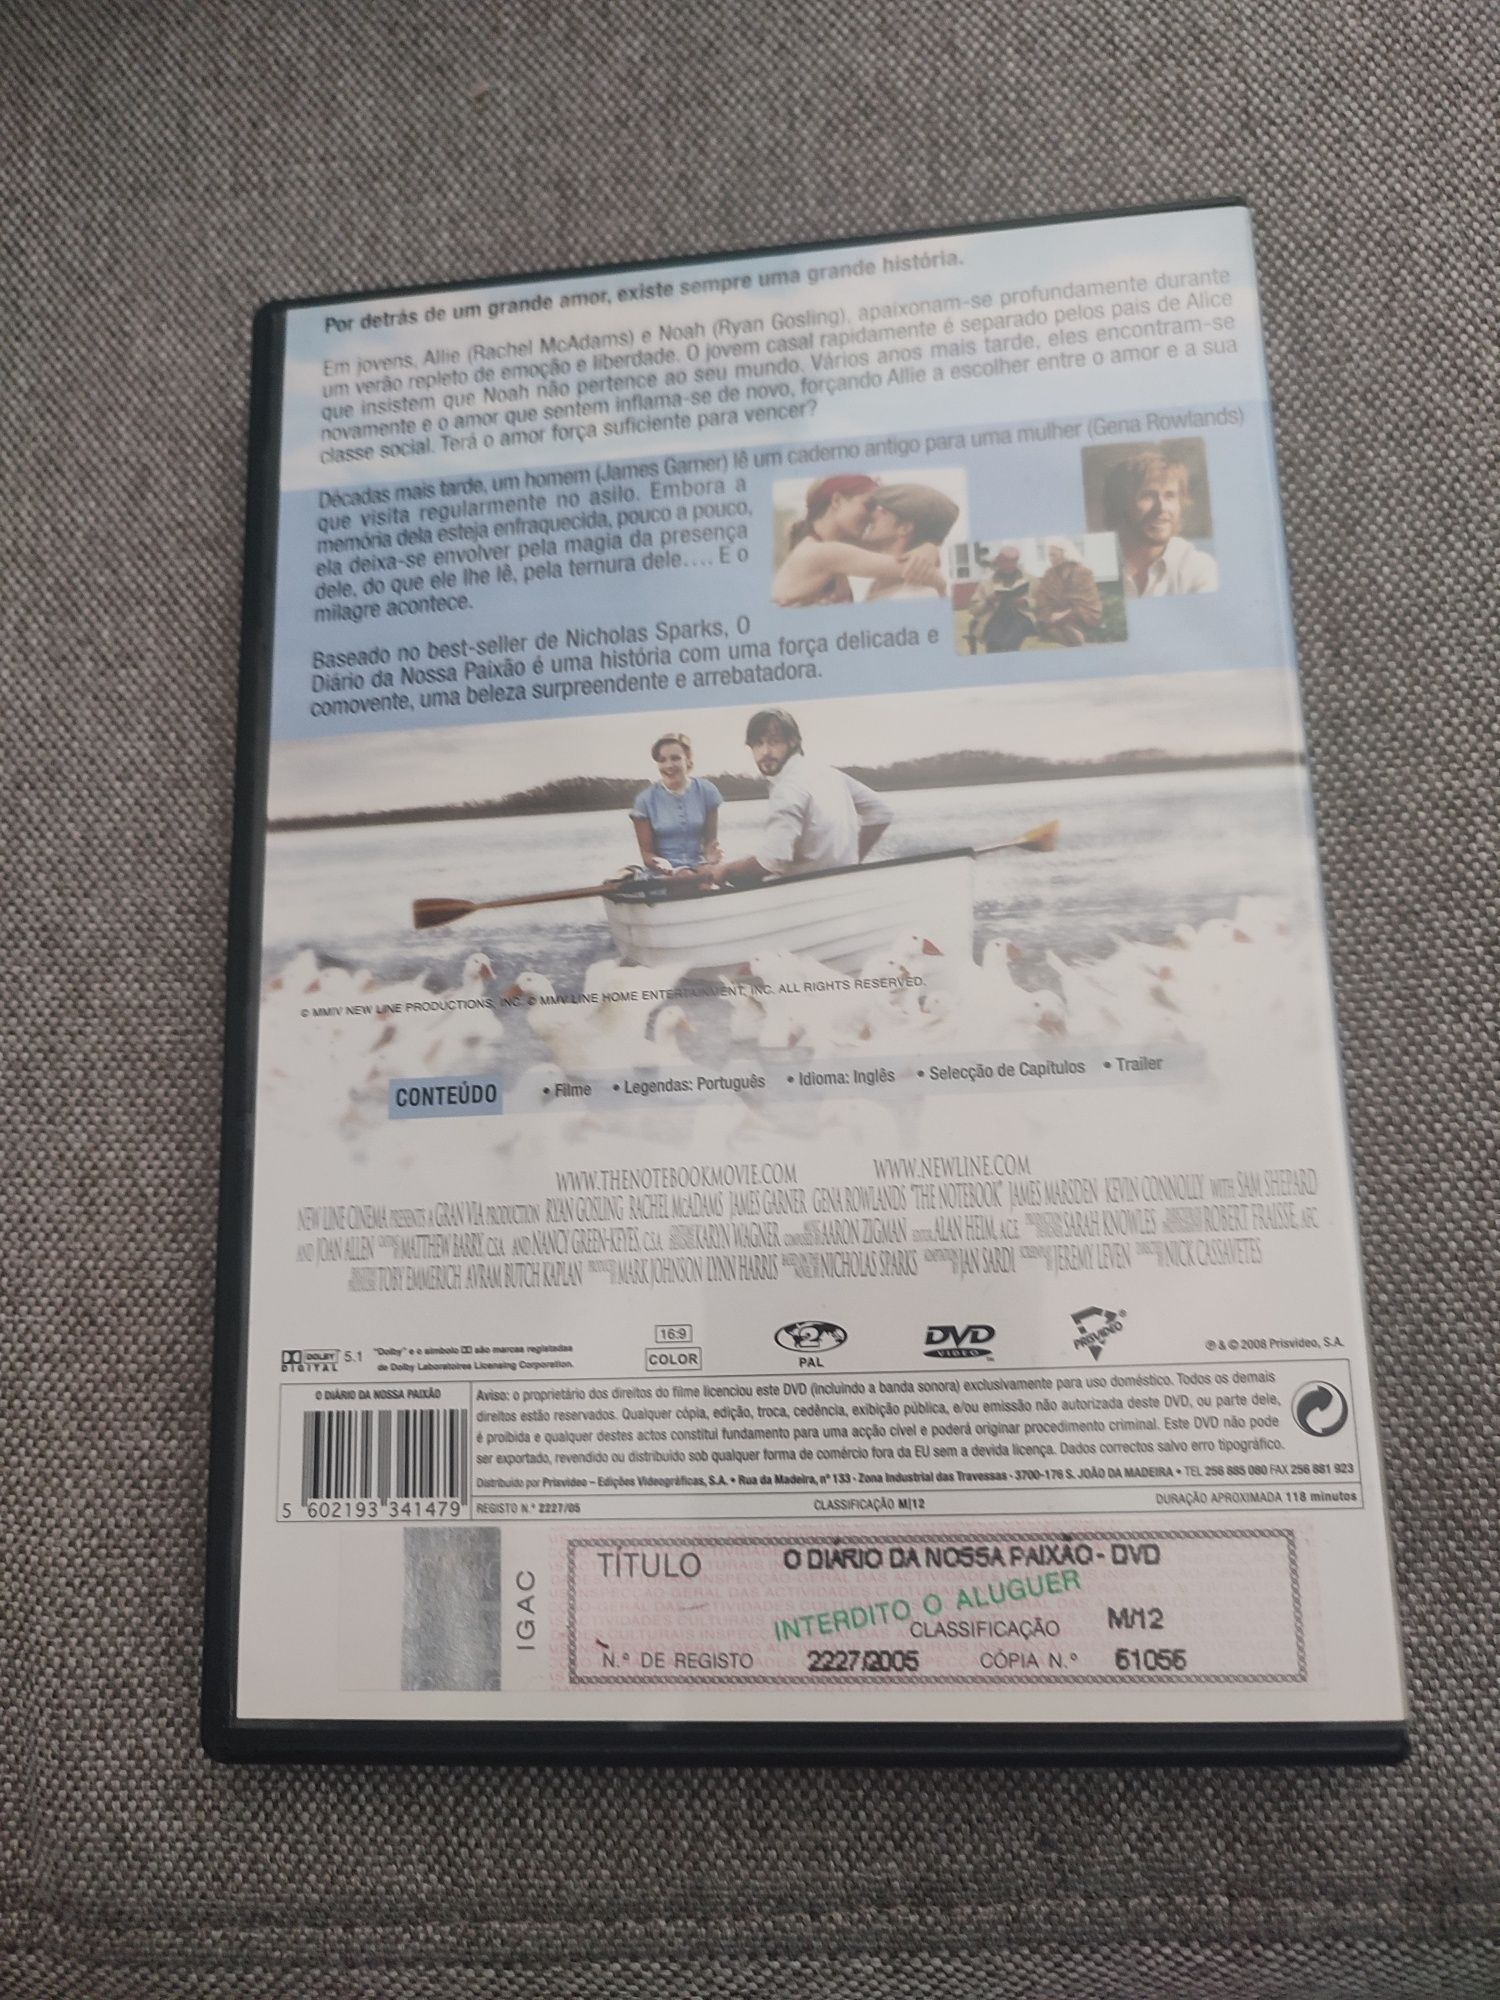 Por detrás de um grande amor, existe sempre uma grande história.
Em jovens, Allie (Rachel McAdams) e Noah (Ryan Gosling), apaixonam-se profundamente durante
um verão repleto de emoção e liberdade. O jovem casal rapidamente é separado pelos pais de Alice
que insistem que Noah não pertence ao seu mundo. Vários anos mais tarde, eles encontram-se
novamente e o amor que sentem inflama-se de novo, forçando Allie a escolher entre o amor e a sua
classe social. Terá o amor força suficiente para vencer?
Décadas mais tarde, um homem (James Garner) lê um caderno antigo para uma mulher (Gena Rowlands)
que visita regularmente no asilo. Embora a
memória dela esteja enfraquecida, pouco a pouco,
ela deixa-se envolver pela magia da presença
dele, do que ele lhe lê, pela ternura dele.... E o
milagre acontece.
Baseado no best-seller de Nicholas Sparks, O
Diário da Nossa Paixão é uma história com uma força delicada e
comovente, uma beleza surpreendente e arrebatadora.
© MMIV NEW LINE PRODUCTIONS, INC. © MMV LINE HOME ENTERTAINMENT, INC. ALL RIGHTS RESERVED.
CONTEÚDO • Filme • Legendas: Português • Idioma: Inglês • Selecção de Capítulos • Trailer
WWW.THENOTEBOOKMOVIE.COM WWW.NEWLINE.COM
NEW LINE CINEMA PRESENTS A GRAN VIA PRODUCTION RYAN GOSLING RACHEL MCADAMS JAMES GARNER GENA ROWLANDS "THE NOTEBOOK" JAMES MARSDEN KEVIN CONNOLLY WITH SAM SHEPARD
AND JOAN ALLEN MATTHEW BARRY, CSA AND NANCY GREEN-KEYES, C.S.A. KARYN WAGNER AARON ZIGMAN ALAN HEIM, A.C.E. SARAH KNOWLES ROBERT FRAISSE, AFC
TOBY EMMERICH AVRAM BUTCH KAPLAN MARK JOHNSON LYNN HARRIS NICHOLAS SPARKS JAN SARDI JEREMY LEVEN NICK CASSAVETES
DOLBY DIGITAL 5.1 "Dolby" e o símbolo são marcas registadas
de Dolby Laboratoires Licensing Corporation.
16:9
COLOR
2
PAL
DVD
VIDEO
PRISVIDEO
℗ & © 2008 Prisvideo, S.A.
O DIÁRIO DA NOSSA PAIXÃO
5 602193 341479
Aviso: o proprietário dos direitos do filme licenciou este DVD (incluindo a banda sonora) exclusivamente para uso doméstico. Todos os demais
direitos estão reservados. Qualquer cópia, edição, troca, cedência, exibição pública, e/ou emissão não autorizada deste DVD, ou parte dele,
é proibida e qualquer destes actos constitui fundamento para uma acção cível e poderá originar procedimento criminal. Este DVD não pode
ser exportado, revendido ou distribuído sob qualquer forma de comércio fora da EU sem a devida licença. Dados correctos salvo erro tipográfico.
Distribuído por Prisvideo – Edições Videográficas, S.A. • Rua da Madeira, nº 133 - Zona Industrial das Travessas - 3700-176 S. JOÃO DA MADEIRA • TEL 256 885 080 FAX 256 881 923
REGISTO N.º 2227/05 CLASSIFICAÇÃO M|12 DURAÇÃO APROXIMADA 118 minutos
IGAC
TÍTULO O DIARIO DA NOSSA PAIXAO - DVD
INTERDITO O ALUGUER
CLASSIFICAÇÃO M/12
N.º DE REGISTO 2227/2005 CÓPIA N.º 61056